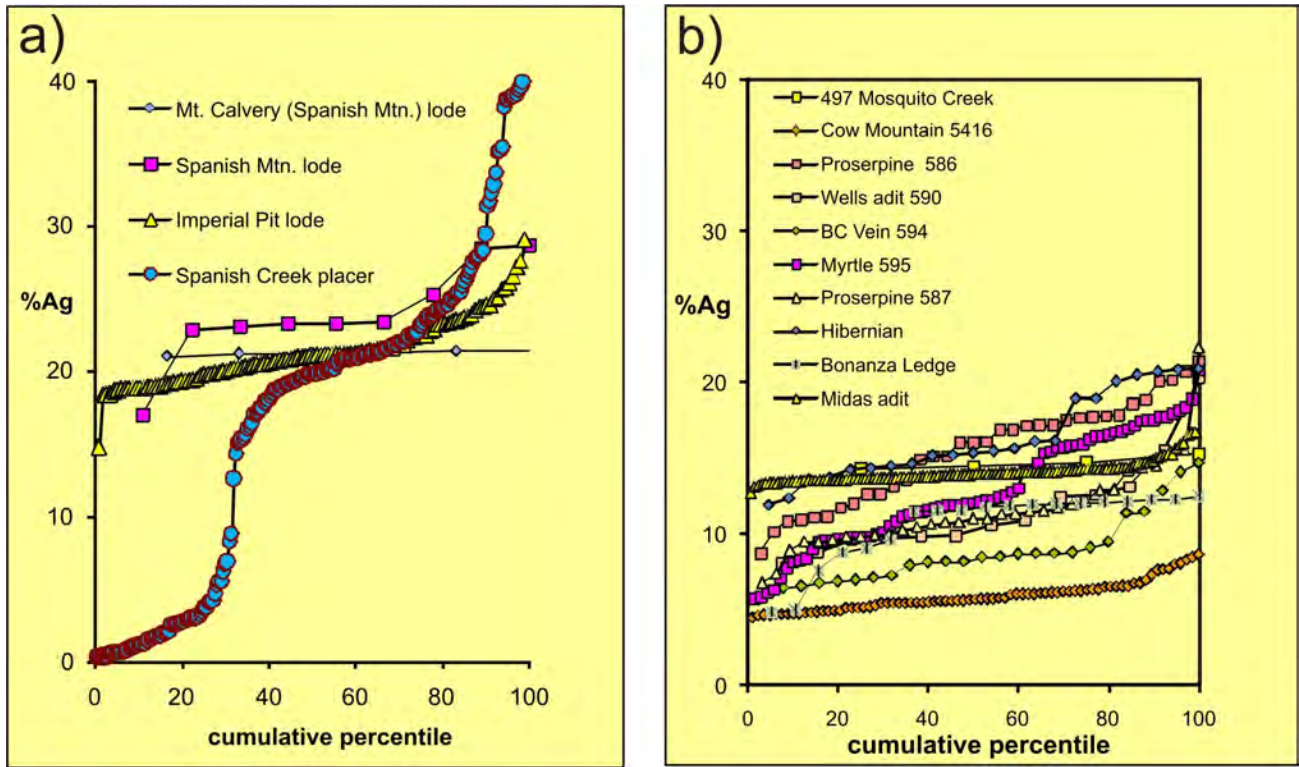 a)
40
30
%Ag
20
10
0
Mt. Calvery (Spanish Mtn.) lode
Spanish Mtn. lode
Imperial Pit lode
Spanish Creek placer
0 20 40 60 80 100
cumulative percentile
b)
40
30
%Ag
20
10
0
497 Mosquito Creek
Cow Mountain 5416
Proserpine 586
Wells adit 590
BC Vein 594
Myrtle 595
Proserpine 587
Hibernian
Bonanza Ledge
Midas adit
0 20 40 60 80 100
cumulative percentile